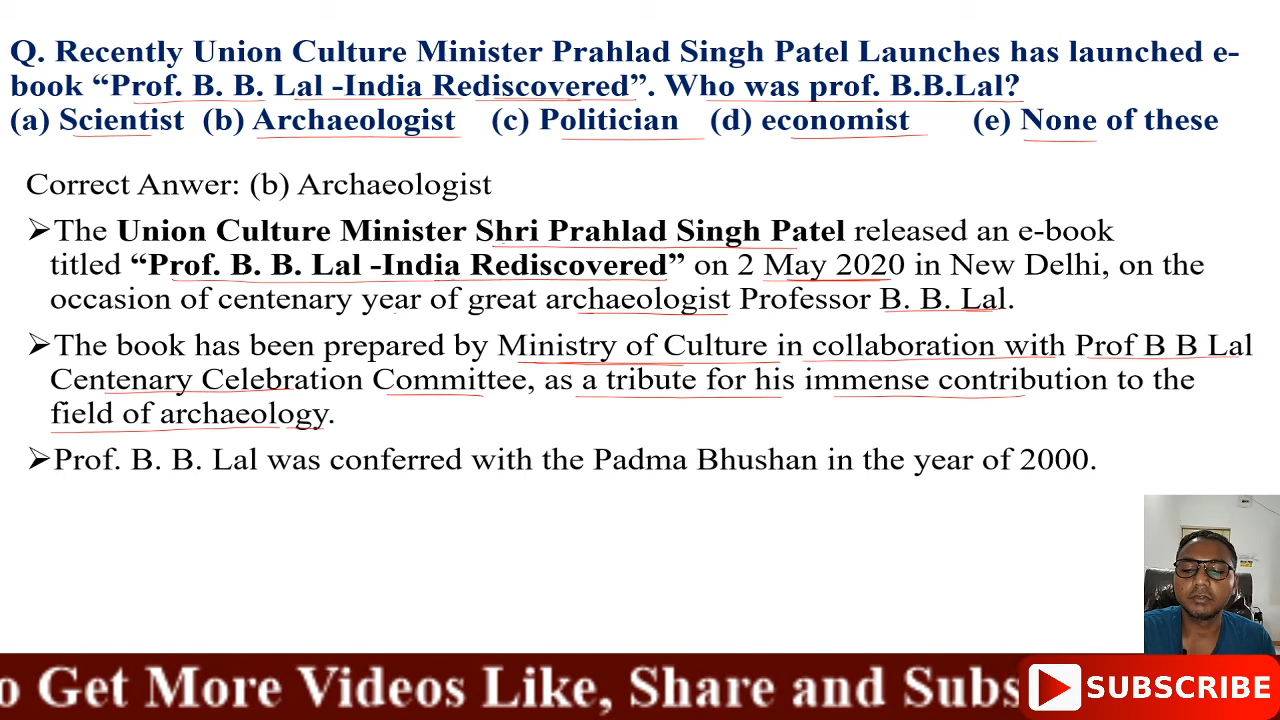 Q. Recently Union Culture Minister Prahlad Singh Patel Launches has launched e-
book “Prof. B. B. Lal -India Rediscovered”. Who was prof. B.B.Lal?
(a) Scientist (b) Archaeologist (c) Politician (d) economist (e) None of these
Correct Anwer: (b) Archaeologist
➢The Union Culture Minister Shri Prahlad Singh Patel released an e-book
titled “Prof. B. B. Lal -India Rediscovered” on 2 May 2020 in New Delhi, on the
occasion of centenary year of great archaeologist Professor B. B. Lal.
➢The book has been prepared by Ministry of Culture in collaboration with Prof B B Lal
Centenary Celebration Committee, as a tribute for his immense contribution to the
field of archaeology.
➢Prof. B. B. Lal was conferred with the Padma Bhushan in the year of 2000.
o Get More Videos Like, Share and Subs
SUBSCRIBE